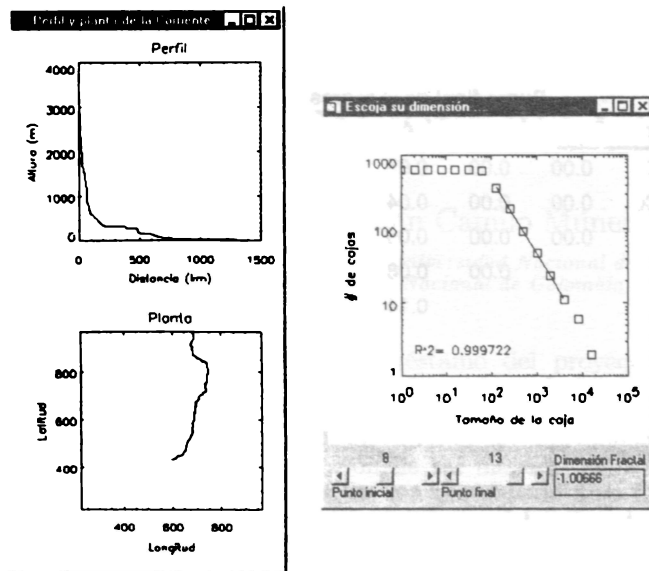 Perfil y planta de la Corriente
Perfil
4000
3000
2000
1000
0
Altura (m)
0
500
1000
1500
Distancia (km)
Planta
800
600
400
Latitud
400
600
800
Longitud
Escoja su dimensión
1000
100
10
1
# de cajas
R^2= 0.999722
10^0
10^1
10^2
10^3
10^4
10^5
Tamaño de la caja
8
13
Dimensión Fractal
-1.00666
Punto inicial
Punto final